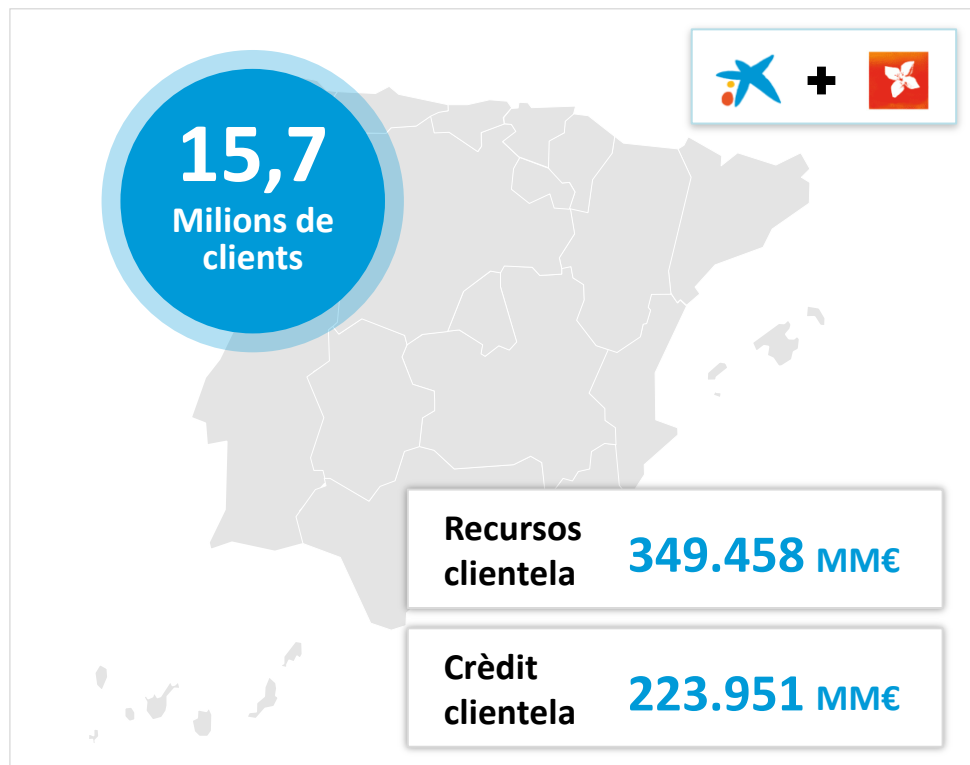 15,7
Milions de
clients
+
Recursos
clientela
349.458 MM€
Crèdit
clientela
223.951 MM€